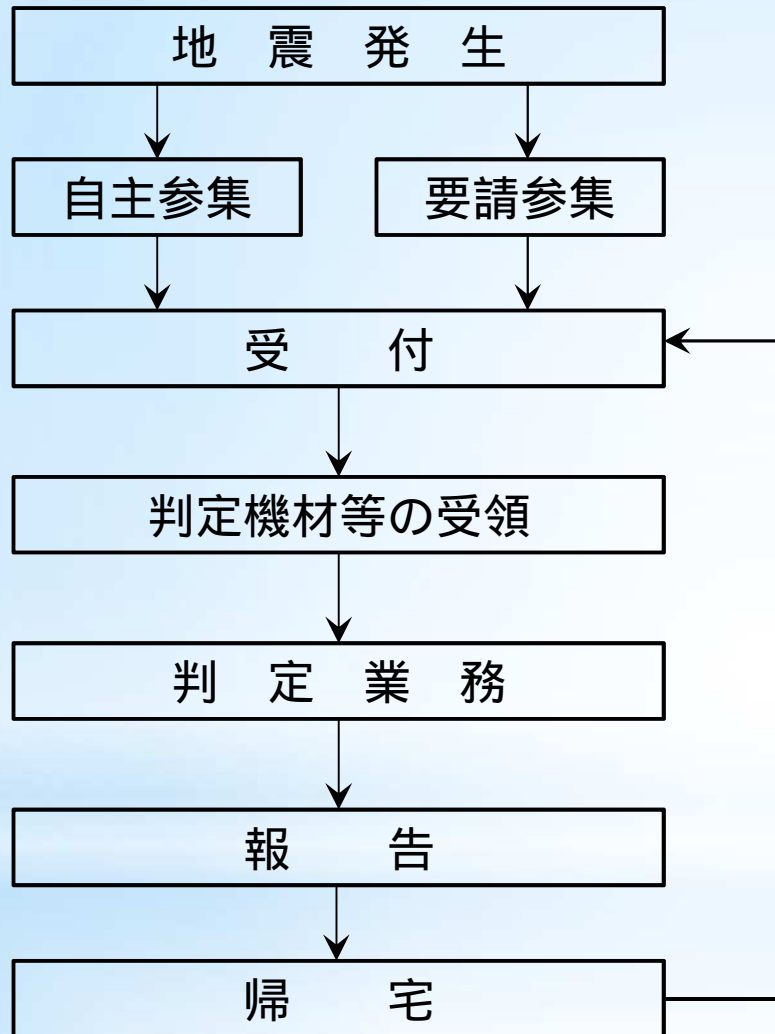 地　震　発　生
自主参集
要請参集
受　　付
判定機材等の受領
判　定　業　務
報　　告
帰　　宅